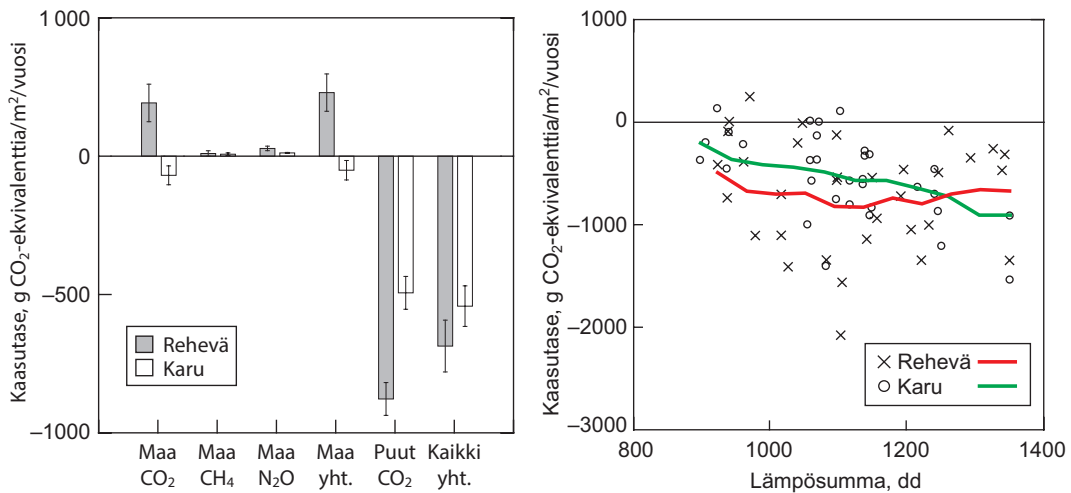 Kaasutase, g CO₂-ekvivalenttia/m²/vuosi
1 000
0
–500
–1000
Rehevä
Karu
Maa CO₂
Maa CH₄
Maa N₂O
Maa yht.
Puut CO₂
Kaikki yht.
Kaasutase, g CO₂-ekvivalenttia/m²/vuosi
1000
0
–1000
–2000
–3000
Rehevä
Karu
800 1000 1200 1400
Lämpösumma, dd